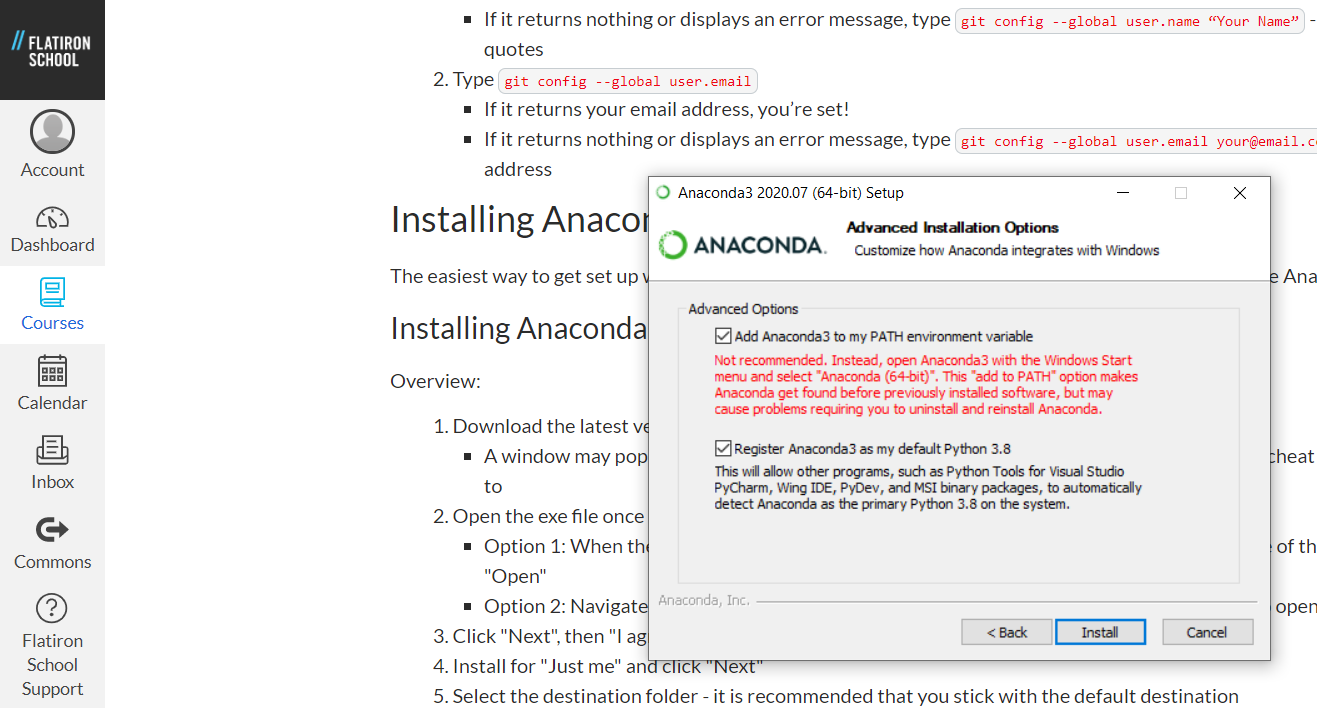 // FLATIRON
SCHOOL
Account
Dashboard
Courses
Calendar
Inbox
Commons
Flatiron
School
Support
If it returns nothing or displays an error message, type git config --global user.name “Your Name” -
quotes
2. Type git config --global user.email
If it returns your email address, you’re set!
If it returns nothing or displays an error message, type git config --global user.email your@email.c
address
Installing Anacon
The easiest way to get set up w
e Ana
Installing Anaconda
Overview:
1. Download the latest ve
A window may pop
cheat
to
2. Open the exe file once
Option 1: When the
of th
"Open"
Option 2: Navigate
open
3. Click "Next", then "I ag
4. Install for "Just me" and click "Next"
5. Select the destination folder - it is recommended that you stick with the default destination
Anaconda3 2020.07 (64-bit) Setup
ANACONDA.
Advanced Installation Options
Customize how Anaconda integrates with Windows
Advanced Options
Add Anaconda3 to my PATH environment variable
Not recommended. Instead, open Anaconda3 with the Windows Start
menu and select "Anaconda (64-bit)". This "add to PATH" option makes
Anaconda get found before previously installed software, but may
cause problems requiring you to uninstall and reinstall Anaconda.
Register Anaconda3 as my default Python 3.8
This will allow other programs, such as Python Tools for Visual Studio
PyCharm, Wing IDE, PyDev, and MSI binary packages, to automatically
detect Anaconda as the primary Python 3.8 on the system.
Anaconda, Inc.
< Back
Install
Cancel